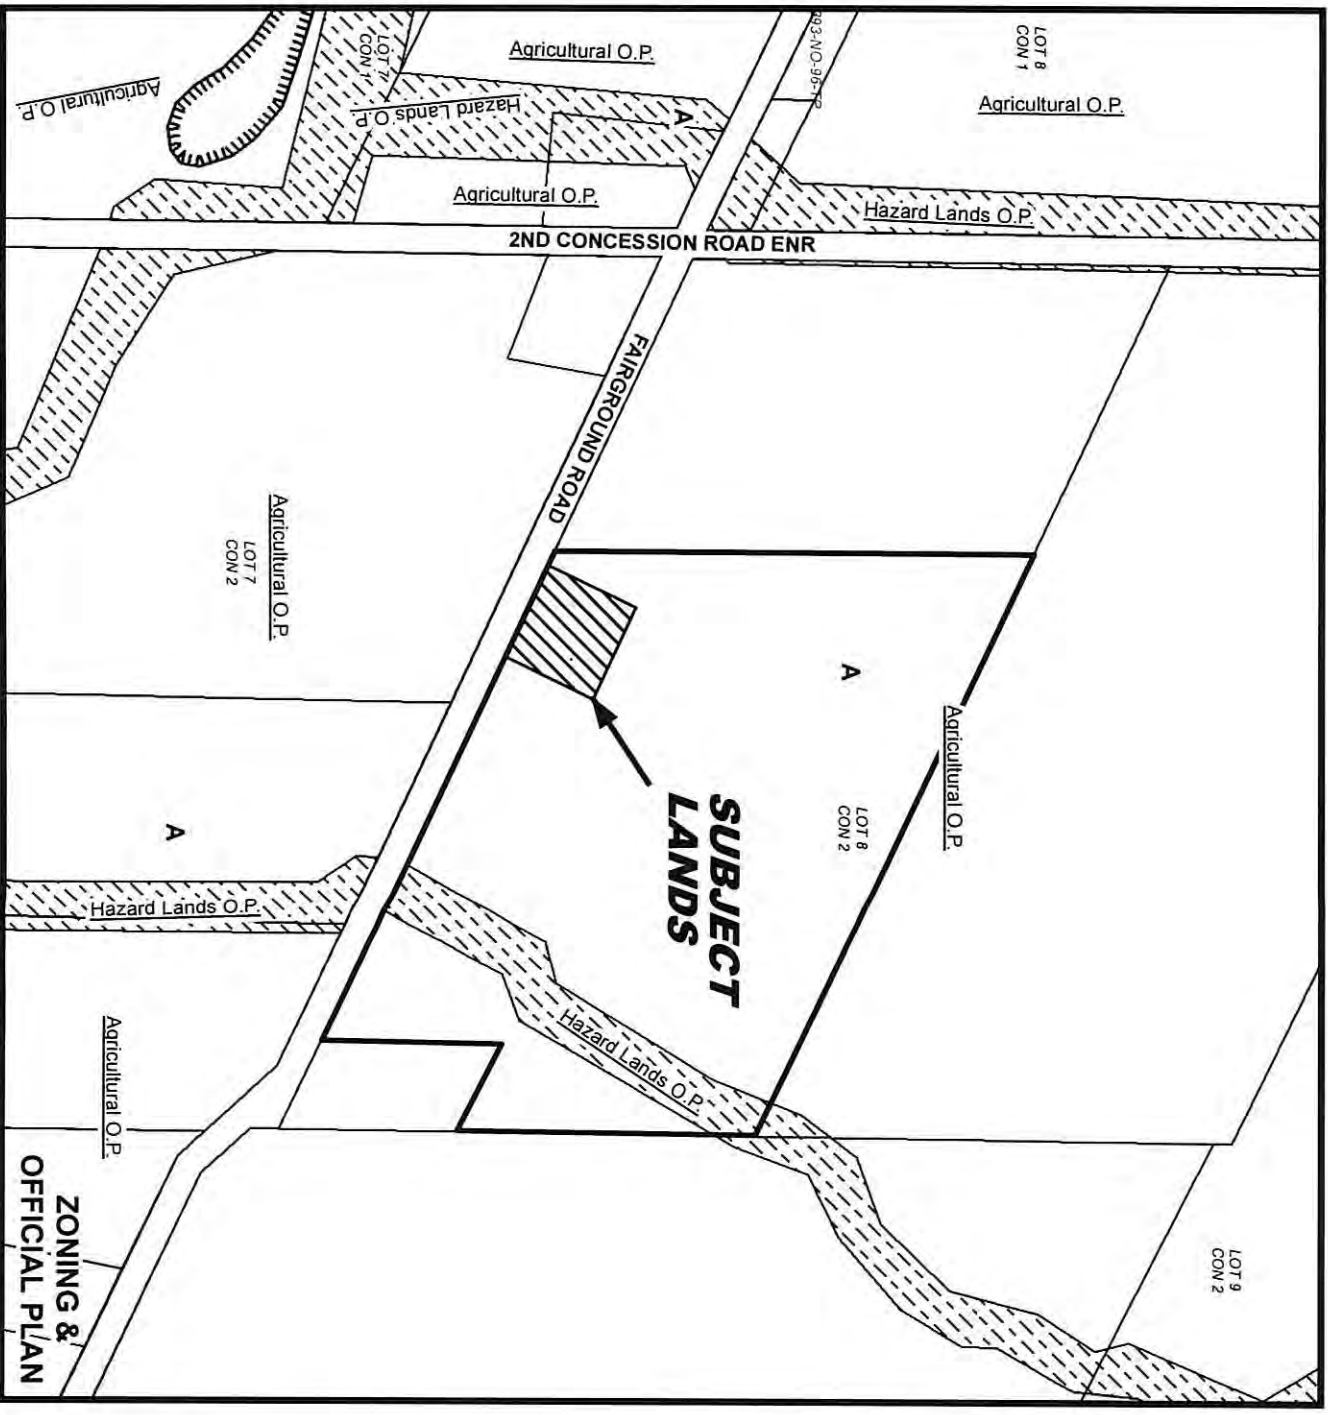 LOT 8
CON 1
Agricultural O.P.
Agricultural O.P.
LOT 7
CON 1
Agricultural O.P.
Hazard Lands O.P.
A
Agricultural O.P.
Hazard Lands O.P.
2ND CONCESSION ROAD ENR
FAIRGROUND ROAD
Agricultural O.P.
LOT 7
CON 2
A
Agricultural O.P.
LOT 8
CON 2
SUBJECT
LANDS
A
Hazard Lands O.P.
Hazard Lands O.P.
Agricultural O.P.
LOT 9
CON 2
ZONING &
OFFICIAL PLAN